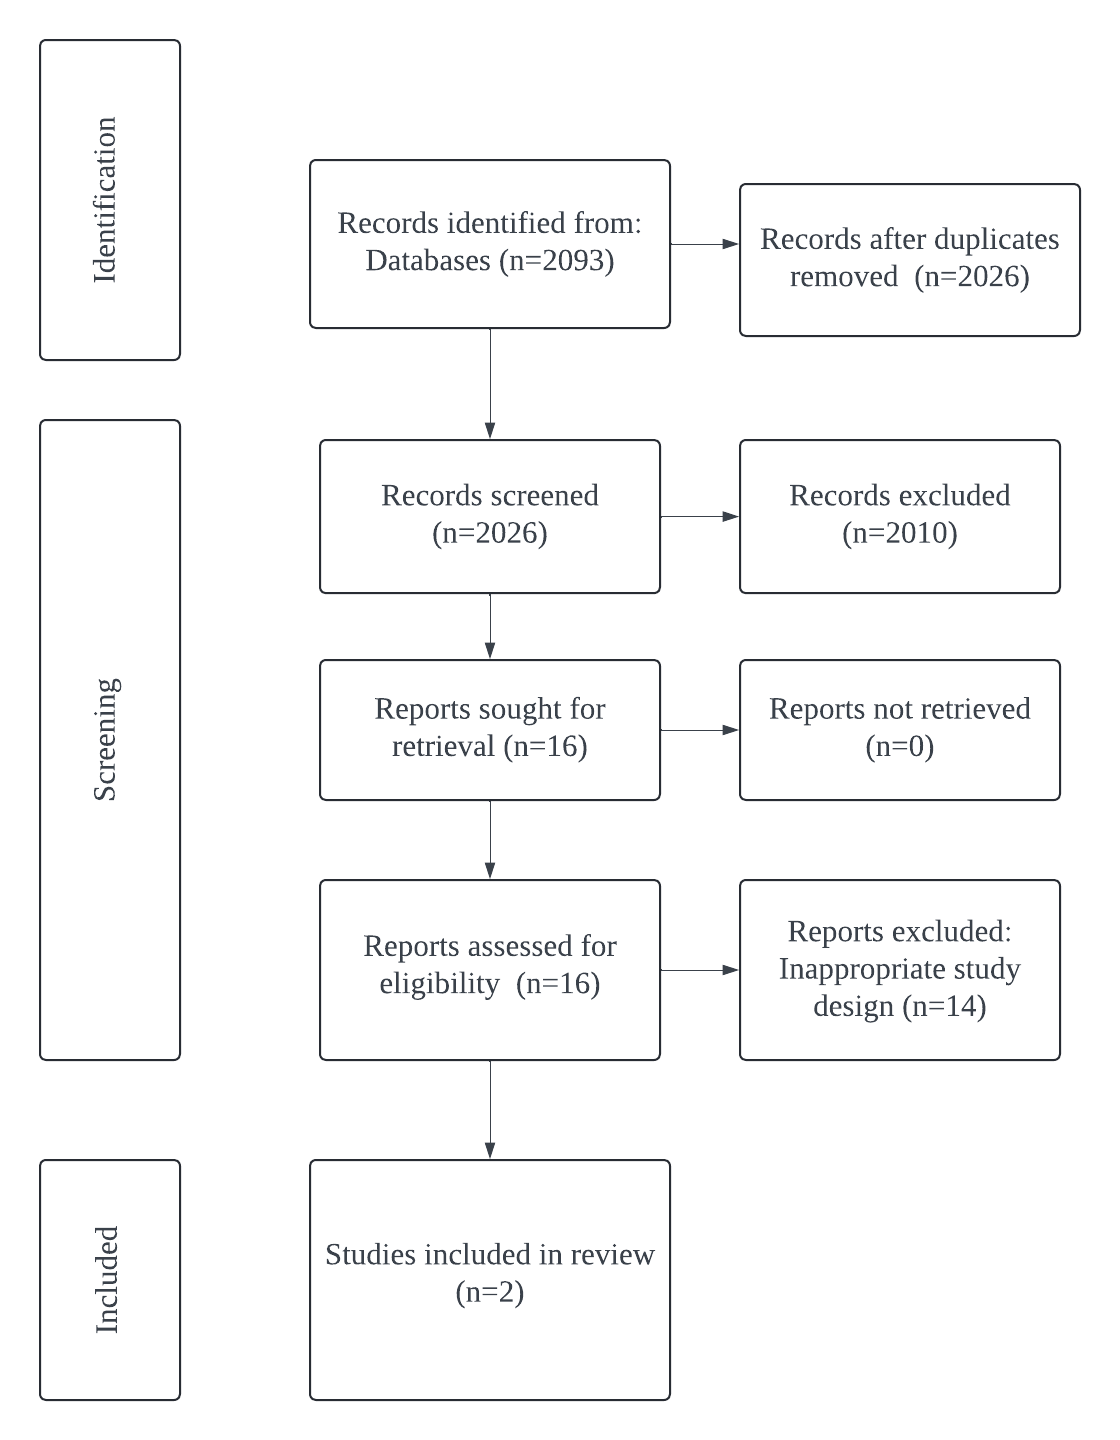 Identification
Records identified from:
Databases (n=2093)
Records after duplicates
removed  (n=2026)
Screening
Records screened
(n=2026)
Records excluded
(n=2010)
Reports sought for
retrieval (n=16)
Reports not retrieved
(n=0)
Reports assessed for
eligibility  (n=16)
Reports excluded:
Inappropriate study
design (n=14)
Included
Studies included in review
(n=2)